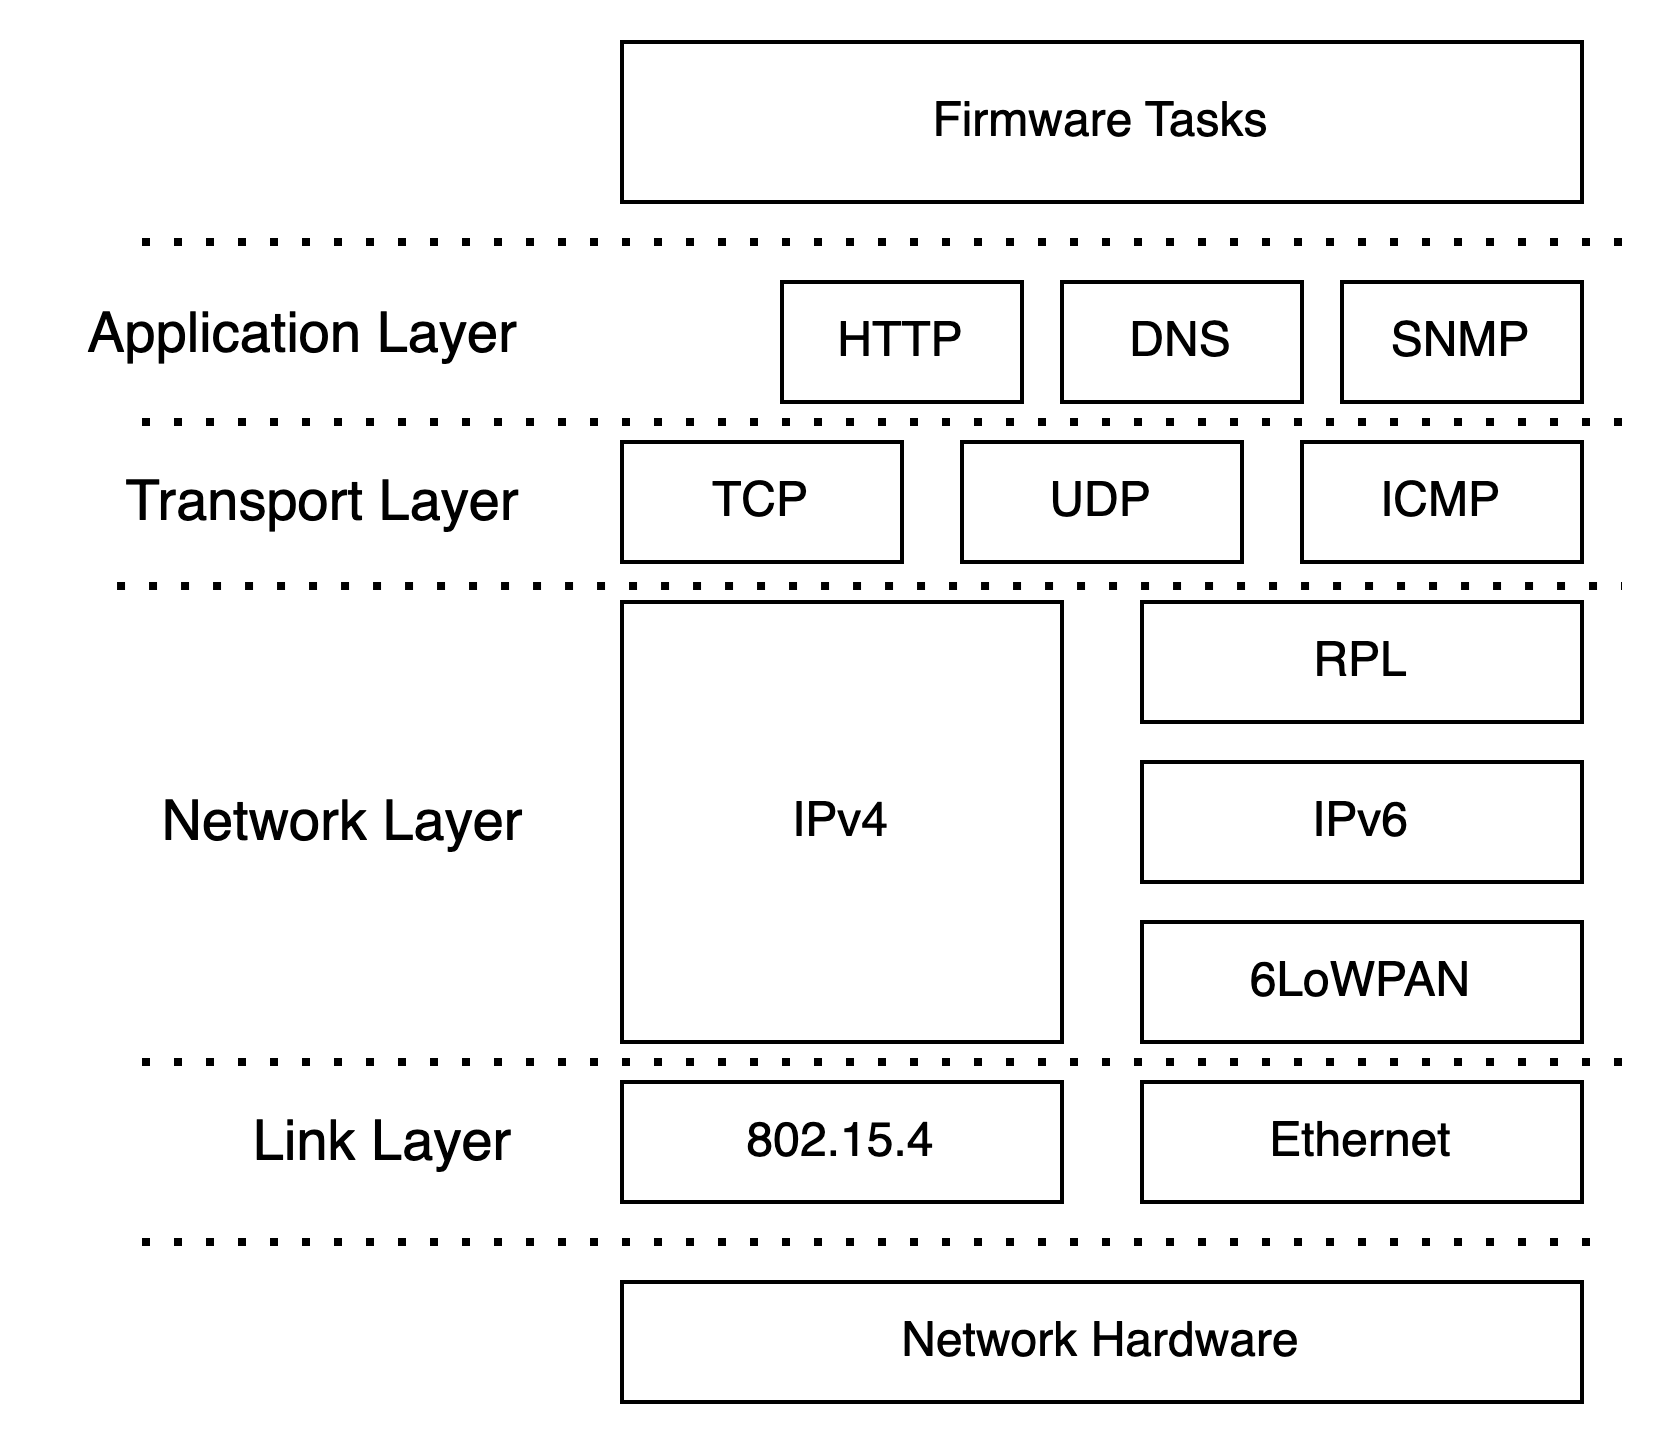 Firmware Tasks
Application Layer
HTTP
DNS
SNMP
Transport Layer
TCP
UDP
ICMP
Network Layer
IPv4
RPL
IPv6
6LoWPAN
Link Layer
802.15.4
Ethernet
Network Hardware